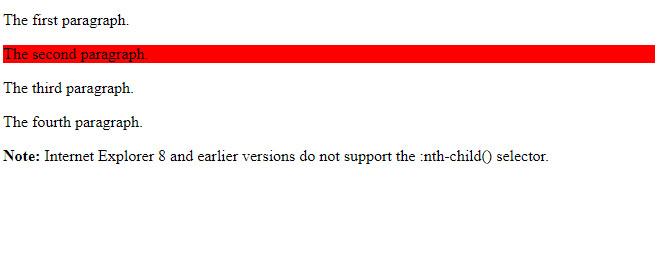 The first paragraph.
The second paragraph.
The third paragraph.
The fourth paragraph.
Note: Internet Explorer 8 and earlier versions do not support the :nth-child() selector.